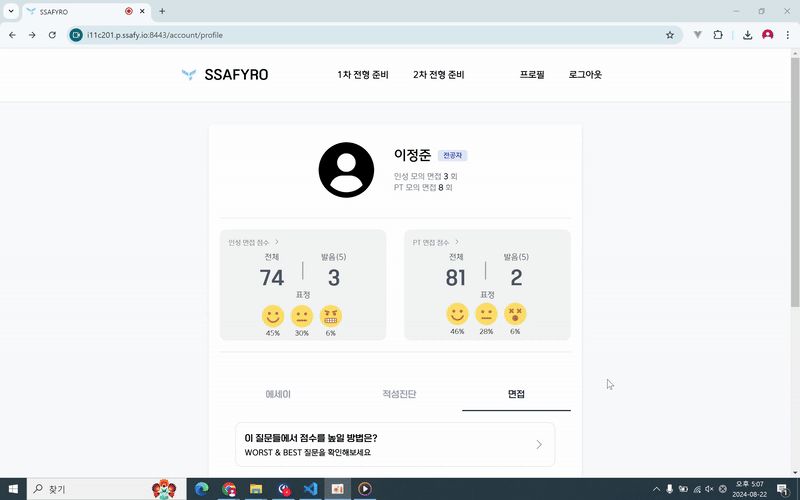 SSAFYRO
i11c201.p.ssafy.io:8443/account/profile
SSAFYRO
1차 전형 준비
2차 전형 준비
프로필
로그아웃
이정준 전공자
인성 모의 면접 3 회
PT 모의 면접 8 회
인성 면접 점수
전체
발음(5)
74
3
표정
45%
30%
6%
PT 면접 점수
전체
발음(5)
81
2
표정
46%
28%
6%
에세이
적성진단
면접
이 질문들에서 점수를 높일 방법은?
WORST & BEST 질문을 확인해보세요
찾기
오후 5:07
2024-08-22